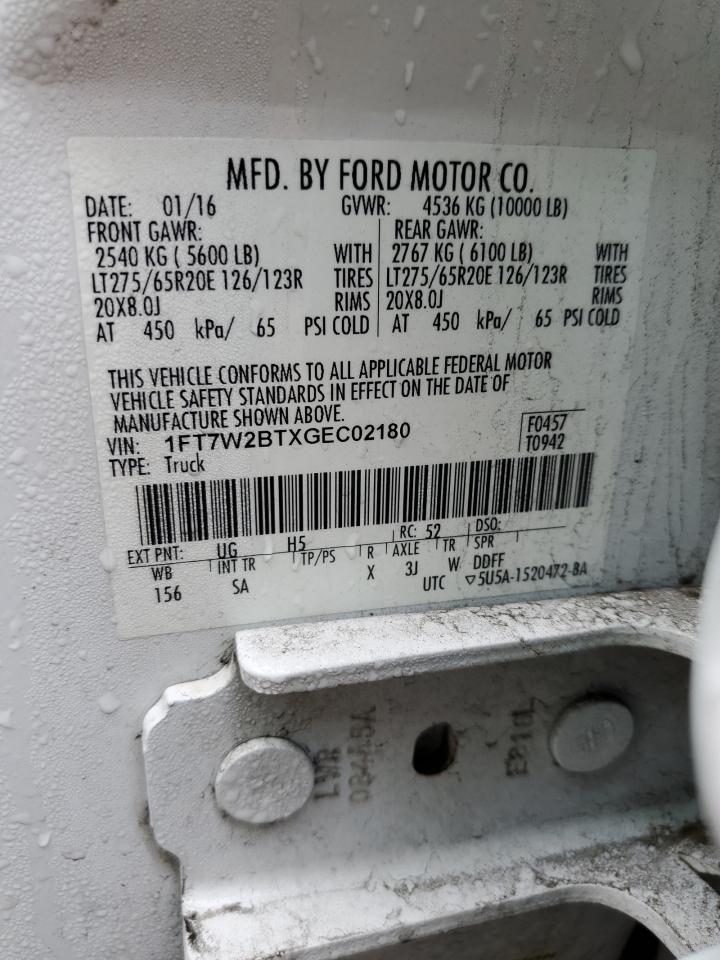 MFD. BY FORD MOTOR CO.
DATE: 01/16 GVWR: 4536 KG (10000 LB)
FRONT GAWR: REAR GAWR:
2540 KG ( 5600 LB) WITH 2767 KG ( 6100 LB) WITH
LT275/65R20E 126/123R TIRES LT275/65R20E 126/123R TIRES
20X8.0J RIMS 20X8.0J RIMS
AT 450 kPa/ 65 PSI COLD AT 450 kPa/ 65 PSI COLD
THIS VEHICLE CONFORMS TO ALL APPLICABLE FEDERAL MOTOR
VEHICLE SAFETY STANDARDS IN EFFECT ON THE DATE OF
MANUFACTURE SHOWN ABOVE.
VIN: 1FT7W2BTXGEC02180 F0457
TYPE: Truck T0942
EXT PNT: UG H5 RC: 52 DSO:
WB INT TR TP/PS R AXLE TR SPR
156 SA X 3J W DDFF
UTC ▽5U5A-1520472-BA
LWR